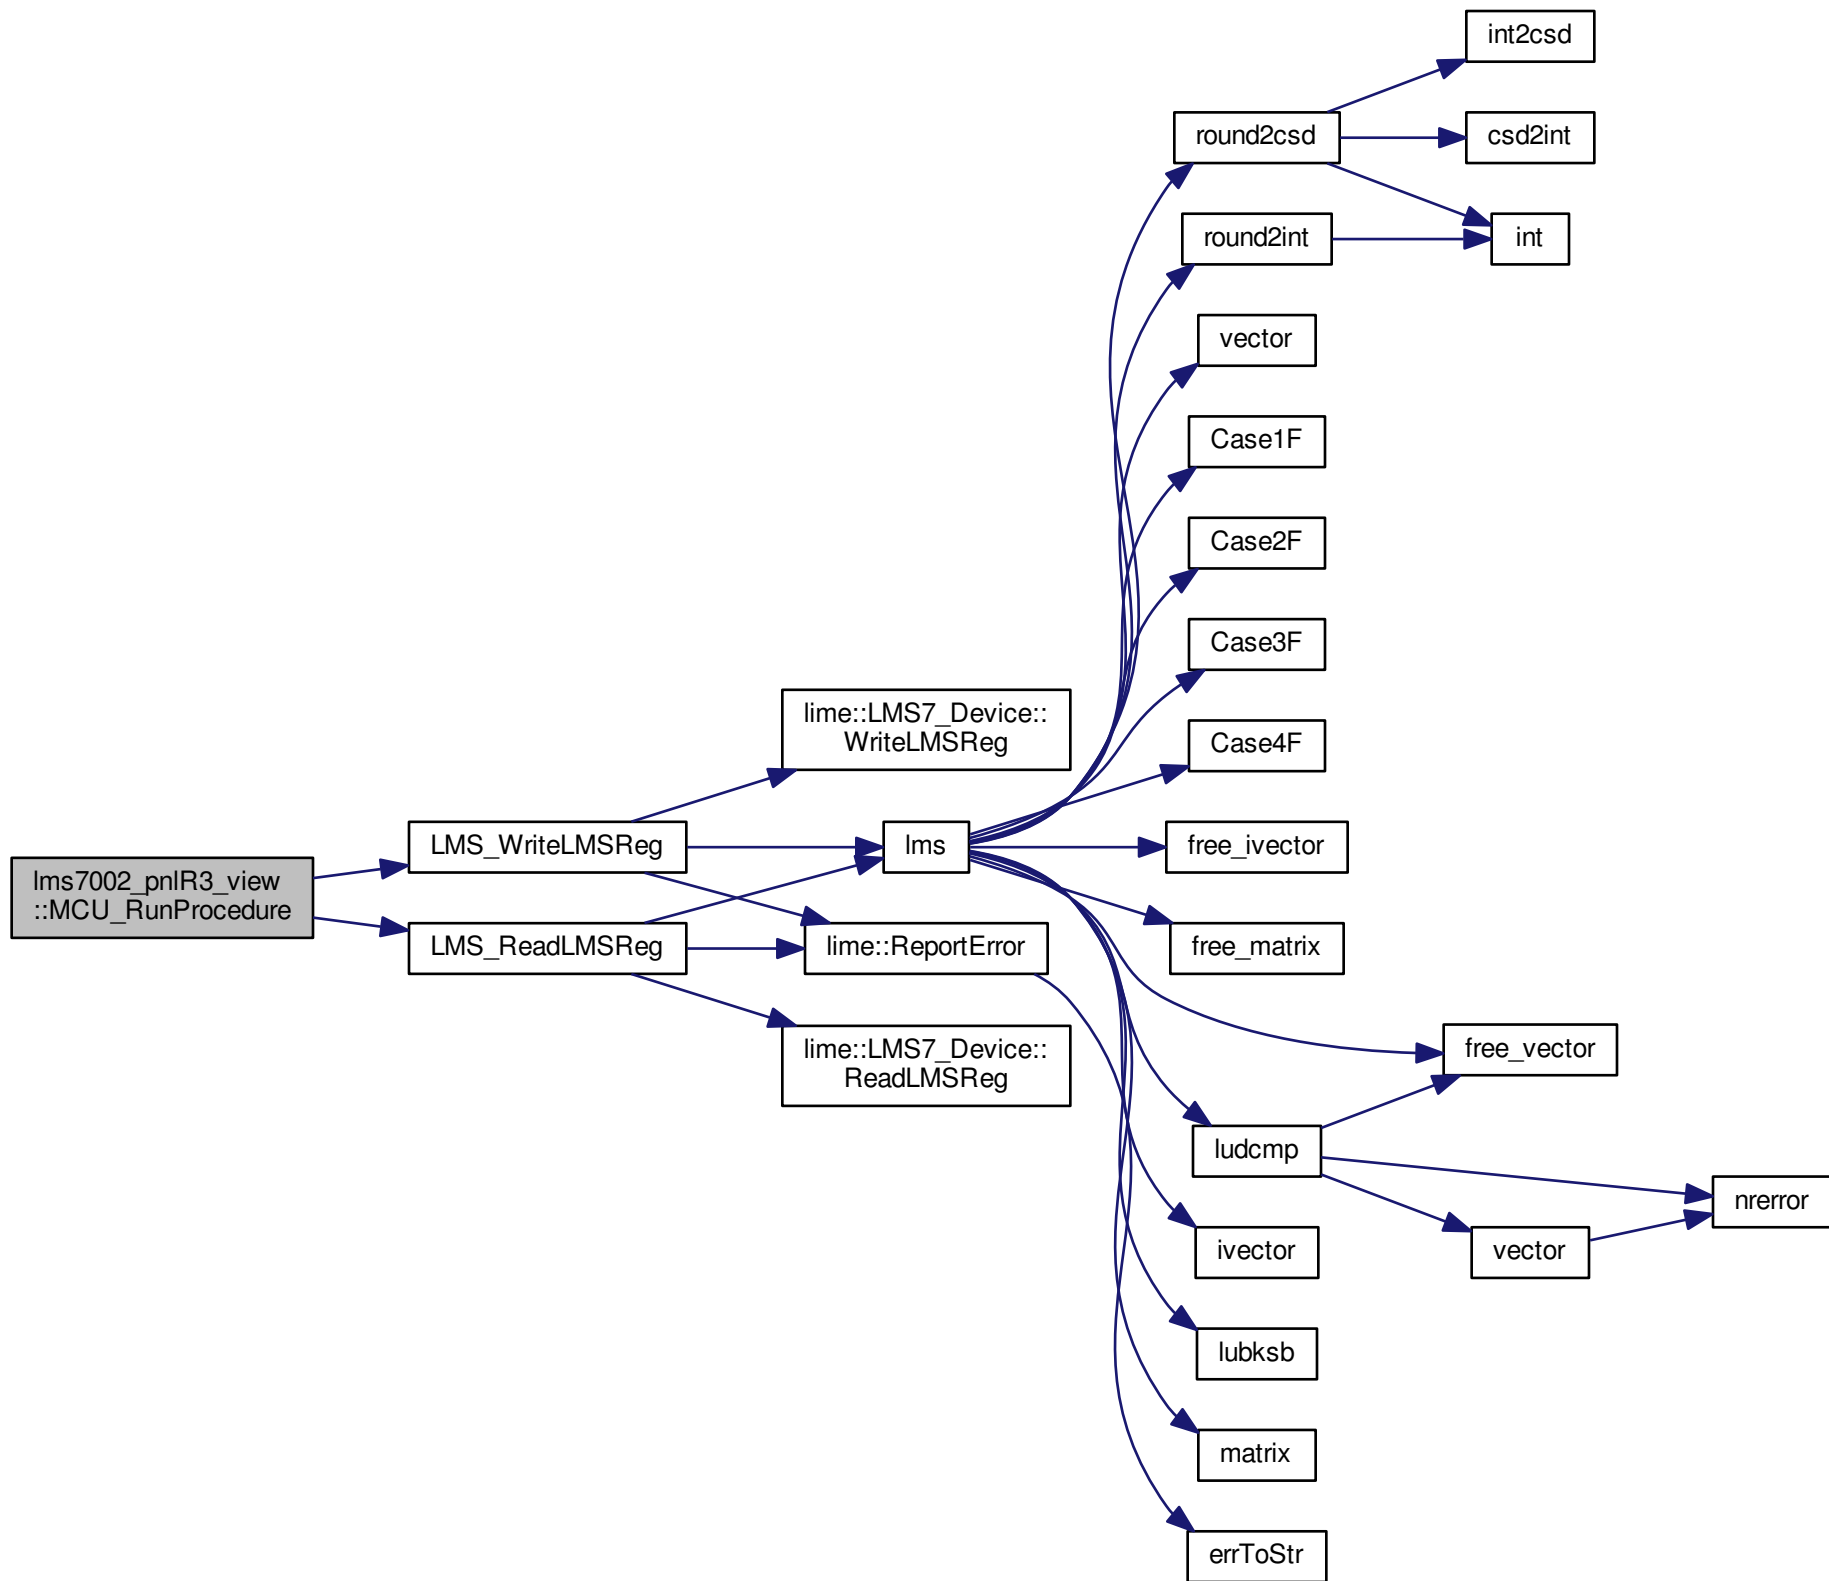 int2csd
round2csd
csd2int
round2int
int
vector
Case1F
Case2F
Case3F
lime::LMS7_Device::
WriteLMSReg
Case4F
LMS_WriteLMSReg
lms
free_ivector
lms7002_pnlR3_view
::MCU_RunProcedure
LMS_ReadLMSReg
lime::ReportError
free_matrix
lime::LMS7_Device::
ReadLMSReg
free_vector
ludcmp
nrerror
ivector
vector
lubksb
matrix
errToStr